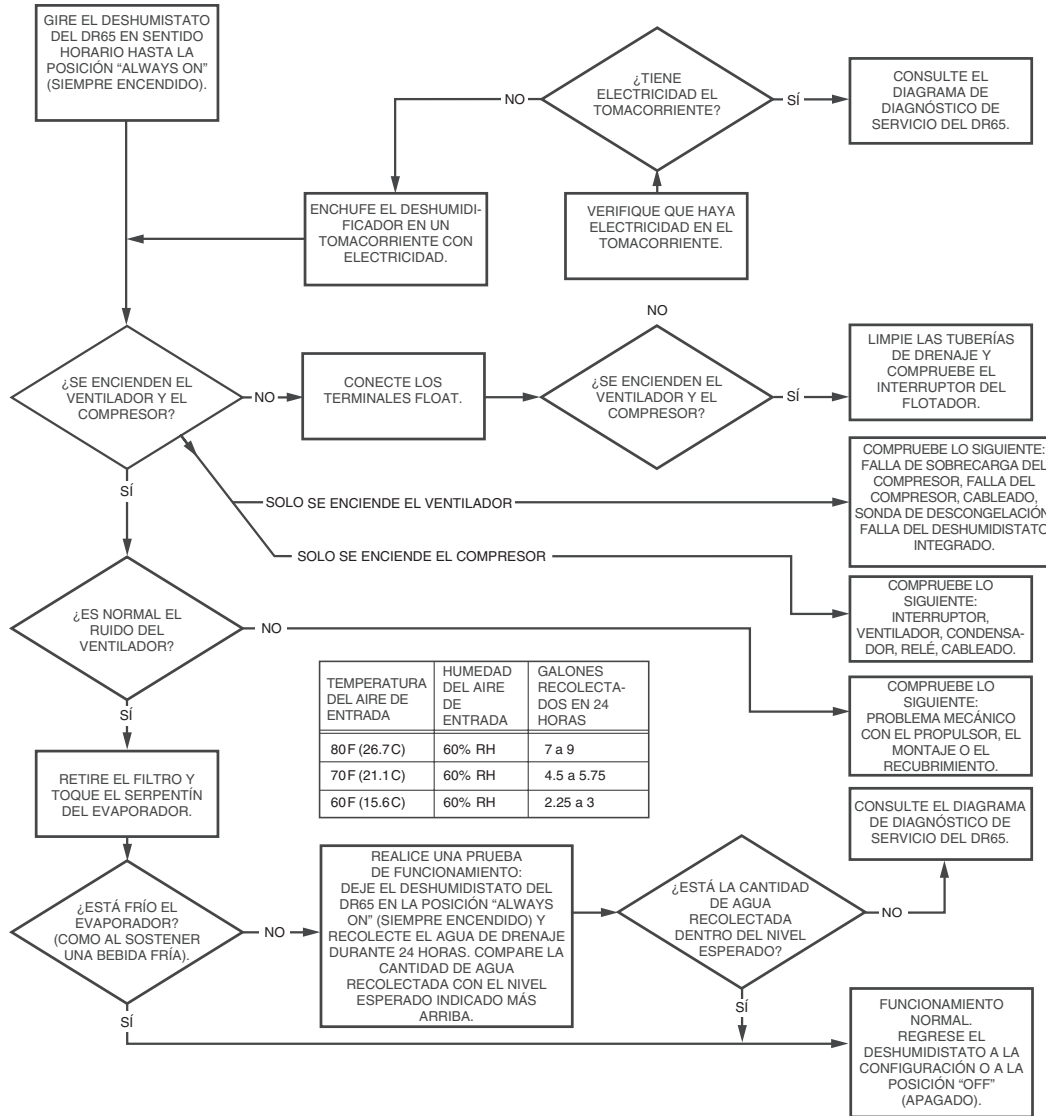 GIRE EL DESHUMISTATO
DEL DR65 EN SENTIDO
HORARIO HASTA LA
POSICIÓN “ALWAYS ON”
(SIEMPRE ENCENDIDO).
¿TIENE
ELECTRICIDAD EL
TOMACORRIENTE?
NO
SÍ
CONSULTE EL
DIAGRAMA DE
DIAGNÓSTICO DE
SERVICIO DEL DR65.
ENCHUFE EL DESHUMIDI-
FICADOR EN UN
TOMACORRIENTE CON
ELECTRICIDAD.
VERIFIQUE QUE HAYA
ELECTRICIDAD EN EL
TOMACORRIENTE.
NO
¿SE ENCIENDEN EL
VENTILADOR Y EL
COMPRESOR?
NO
CONECTE LOS
TERMINALES FLOAT.
¿SE ENCIENDEN EL
VENTILADOR Y EL
COMPRESOR?
SÍ
LIMPIE LAS TUBERÍAS
DE DRENAJE Y
COMPRUEBE EL
INTERRUPTOR DEL
FLOTADOR.
SÍ
SOLO SE ENCIENDE EL VENTILADOR
COMPRUEBE LO SIGUIENTE:
FALLA DE SOBRECARGA DEL
COMPRESOR, FALLA DEL
COMPRESOR, CABLEADO,
SONDA DE DESCONGELACIÓN
FALLA DEL DESHUMIDISTATO
INTEGRADO.
SOLO SE ENCIENDE EL COMPRESOR
COMPRUEBE LO
SIGUIENTE:
INTERRUPTOR,
VENTILADOR, CONDENSA-
DOR, RELÉ, CABLEADO.
¿ES NORMAL EL
RUIDO DEL
VENTILADOR?
NO
SÍ
COMPRUEBE LO
SIGUIENTE:
PROBLEMA MECÁNICO
CON EL PROPULSOR, EL
MONTAJE O EL
RECUBRIMIENTO.
TEMPERATURA
DEL AIRE DE
ENTRADA
HUMEDAD
DEL AIRE
DE
ENTRADA
GALONES
RECOLECTA-
DOS EN 24
HORAS
80F (26.7C) 60% RH 7 a 9
70F (21.1C) 60% RH 4.5 a 5.75
60F (15.6C) 60% RH 2.25 a 3
RETIRE EL FILTRO Y
TOQUE EL SERPENTÍN
DEL EVAPORADOR.
¿ESTÁ FRÍO EL
EVAPORADOR?
(COMO AL SOSTENER
UNA BEBIDA FRÍA).
NO
SÍ
REALICE UNA PRUEBA
DE FUNCIONAMIENTO:
DEJE EL DESHUMIDISTATO DEL
DR65 EN LA POSICIÓN “ALWAYS
ON” (SIEMPRE ENCENDIDO) Y
RECOLECTE EL AGUA DE DRENAJE
DURANTE 24 HORAS. COMPARE LA
CANTIDAD DE AGUA
RECOLECTADA CON EL NIVEL
ESPERADO INDICADO MÁS
ARRIBA.
¿ESTÁ LA CANTIDAD
DE AGUA
RECOLECTADA
DENTRO DEL NIVEL
ESPERADO?
NO
SÍ
CONSULTE EL DIAGRAMA
DE DIAGNÓSTICO DE
SERVICIO DEL DR65.
FUNCIONAMIENTO
NORMAL.
REGRESE EL
DESHUMIDISTATO A LA
CONFIGURACIÓN O A LA
POSICIÓN “OFF”
(APAGADO).